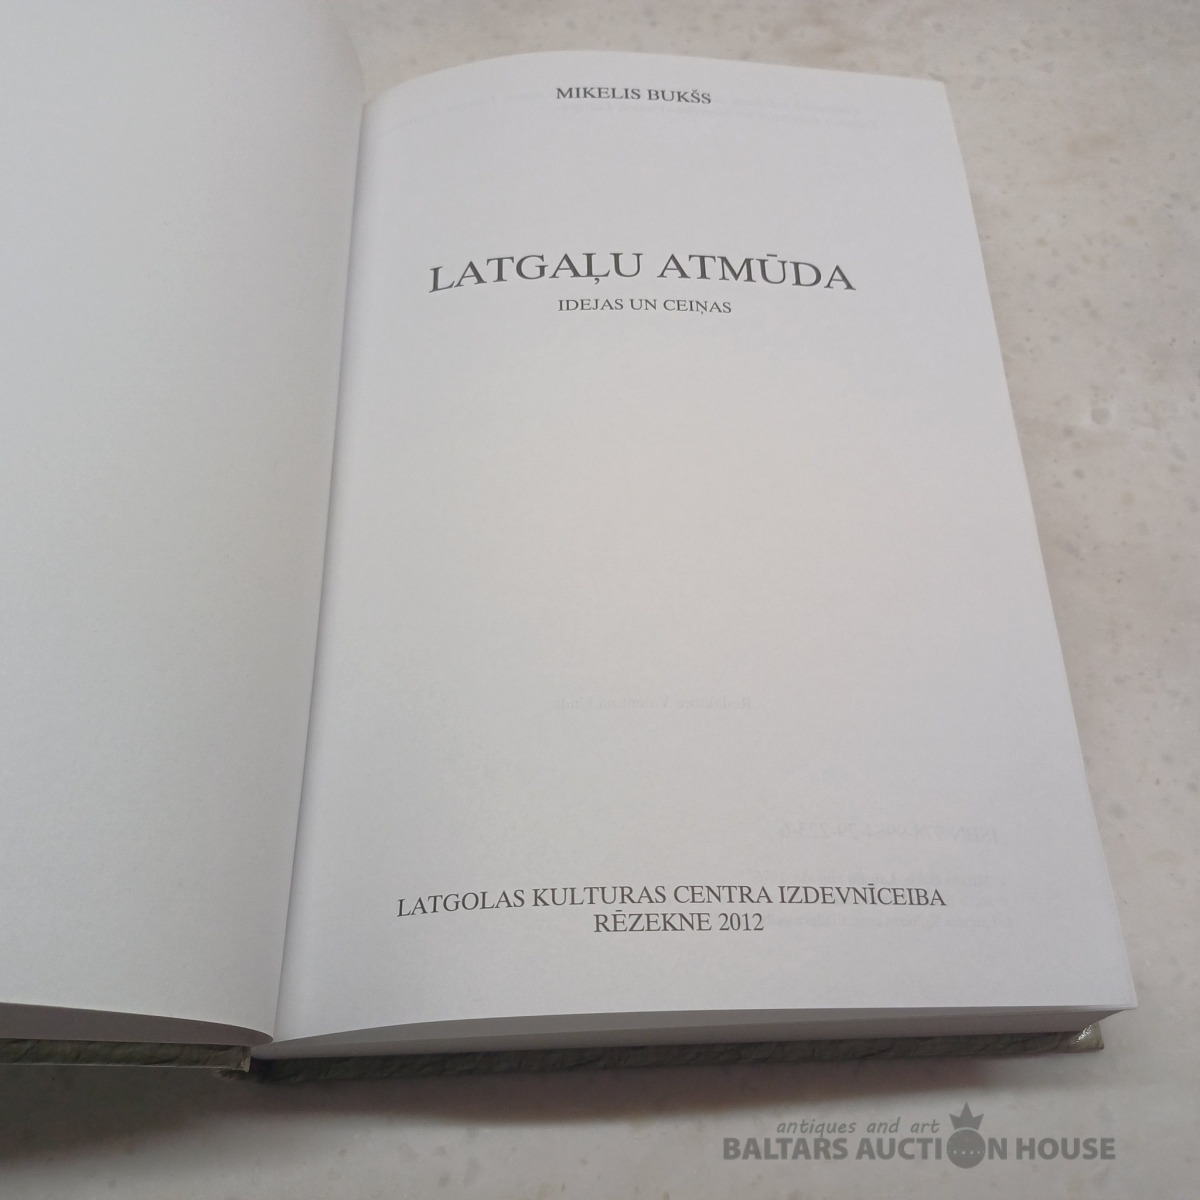 MIKELIS BUKŠS
LATGAĻU ATMŪDA
IDEJAS UN CEIŅAS
LATGOLAS KULTURAS CENTRA IZDEVNĪCEIBA
RĒZEKNE 2012
antiques and art
BALTARS AUCTION HOUSE